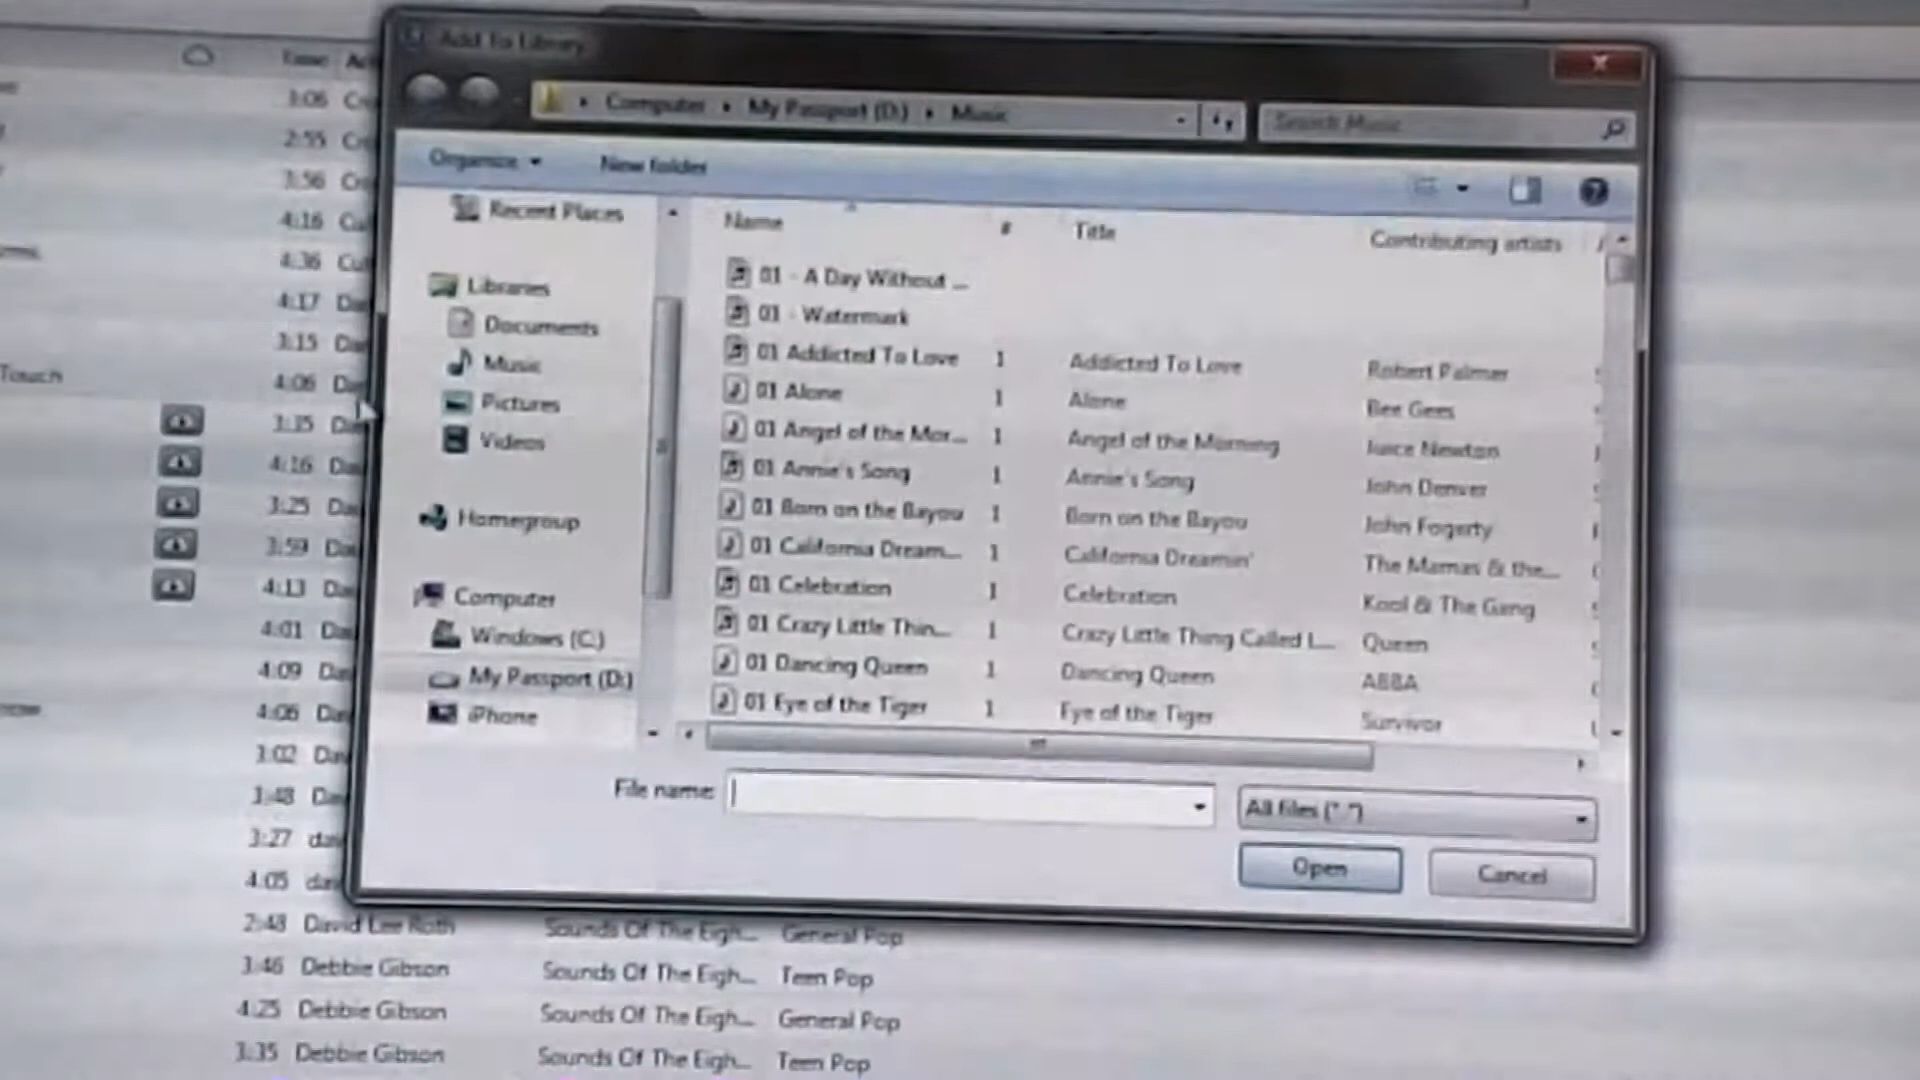 Add To Library
Computer ▸ My Passport (D:) ▸ Music
Search Music
Organize
New folder
Recent Places
Libraries
Documents
Music
Pictures
Videos
Homegroup
Computer
Windows (C:)
My Passport (D:)
iPhone
Name # Title Contributing artists
01 - A Day Without ...
01 - Watermark
01 Addicted To Love 1 Addicted To Love Robert Palmer
01 Alone 1 Alone Bee Gees
01 Angel of the Mor... 1 Angel of the Morning Juice Newton
01 Annie's Song 1 Annie's Song John Denver
01 Born on the Bayou 1 Born on the Bayou John Fogerty
01 California Dream... 1 California Dreamin' The Mamas & the...
01 Celebration 1 Celebration Kool & The Gang
01 Crazy Little Thin... 1 Crazy Little Thing Called L... Queen
01 Dancing Queen 1 Dancing Queen ABBA
01 Eye of the Tiger 1 Eye of the Tiger Survivor
File name:
All files (*.*)
Open
Cancel
Time
3:06
2:55
3:56
4:16
4:36
4:17
3:15
Touch 4:06
3:35
4:16
3:25
3:59
4:13
4:01
4:09
4:06
3:02
3:48
3:27
4:05
2:48 David Lee Roth Sounds Of The Eigh... General Pop
3:46 Debbie Gibson Sounds Of The Eigh... Teen Pop
4:25 Debbie Gibson Sounds Of The Eigh... General Pop
3:35 Debbie Gibson Sounds Of The Eigh... Teen Pop